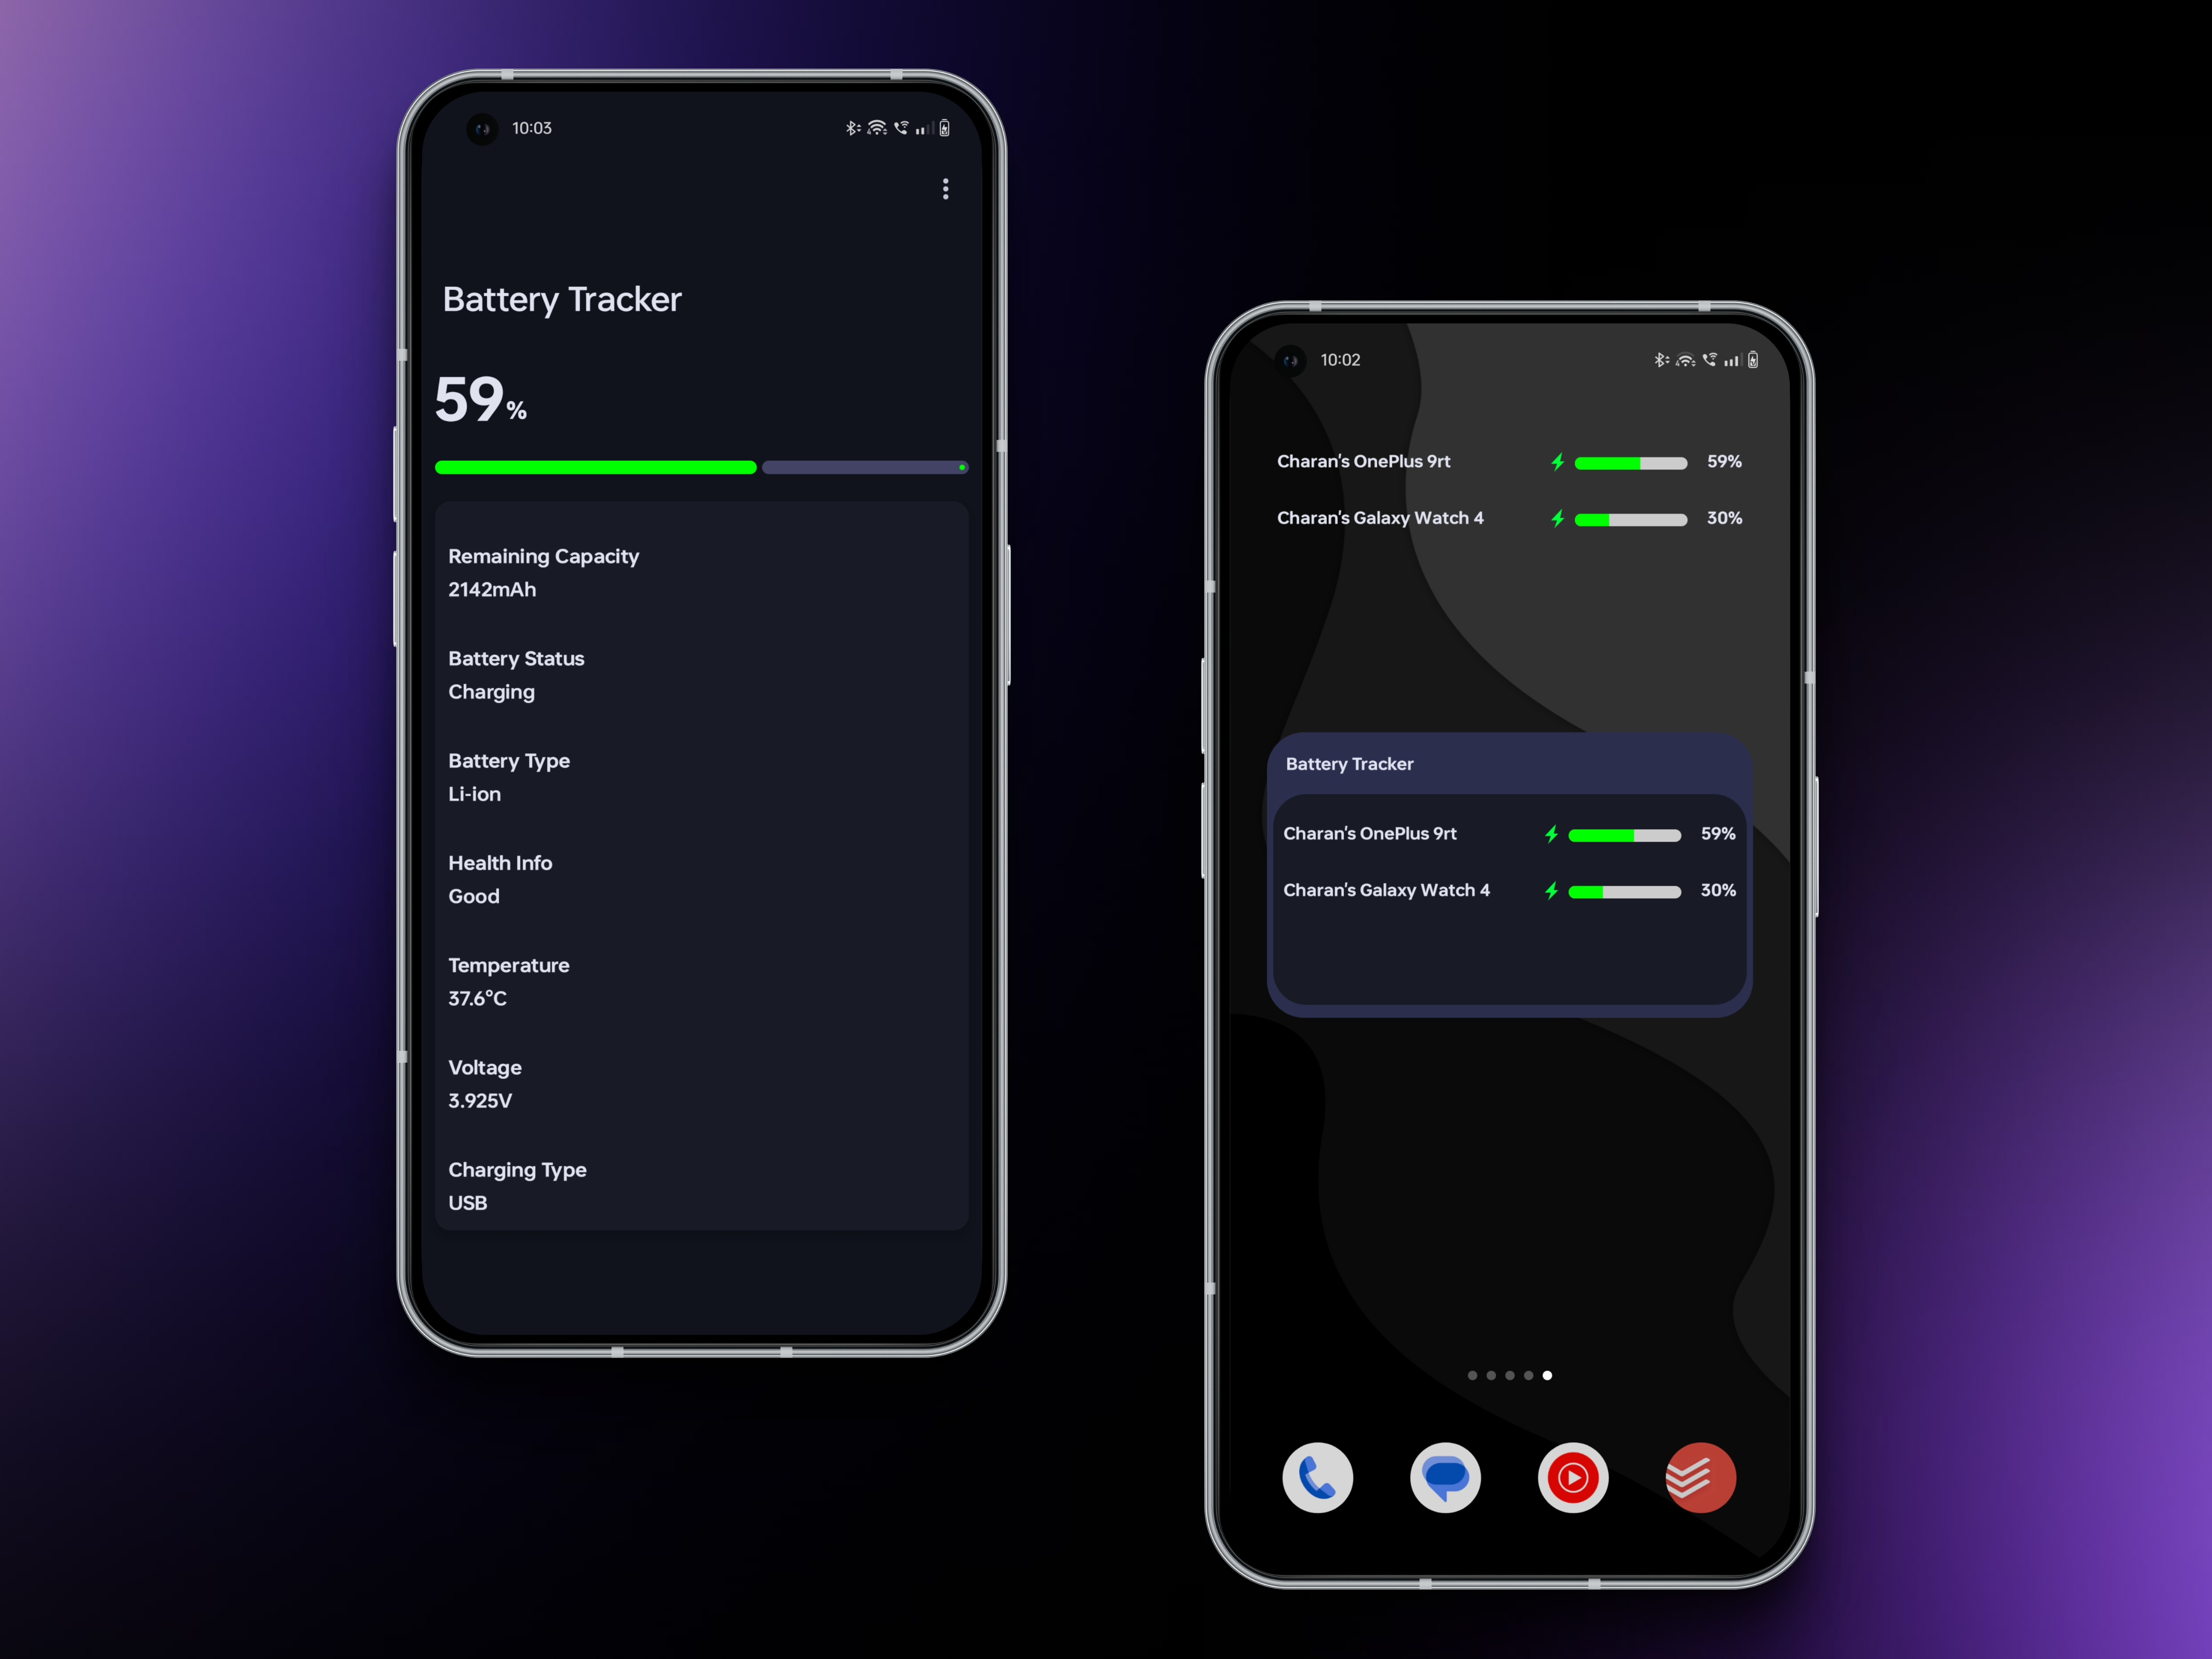 10:03
Battery Tracker
59%
Remaining Capacity
2142mAh
Battery Status
Charging
Battery Type
Li-ion
Health Info
Good
Temperature
37.6°C
Voltage
3.925V
Charging Type
USB
10:02
Charan's OnePlus 9rt 59%
Charan's Galaxy Watch 4 30%
Battery Tracker
Charan's OnePlus 9rt 59%
Charan's Galaxy Watch 4 30%